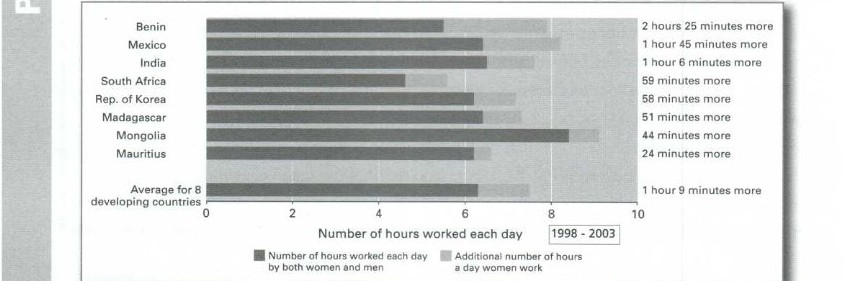 P
Benin 2 hours 25 minutes more
Mexico 1 hour 45 minutes more
India 1 hour 6 minutes more
South Africa 59 minutes more
Rep. of Korea 58 minutes more
Madagascar 51 minutes more
Mongolia 44 minutes more
Mauritius 24 minutes more
Average for 8
developing countries 1 hour 9 minutes more
0 2 4 6 8 10
Number of hours worked each day 1998 - 2003
Number of hours worked each day
by both women and men
Additional number of hours
a day women work